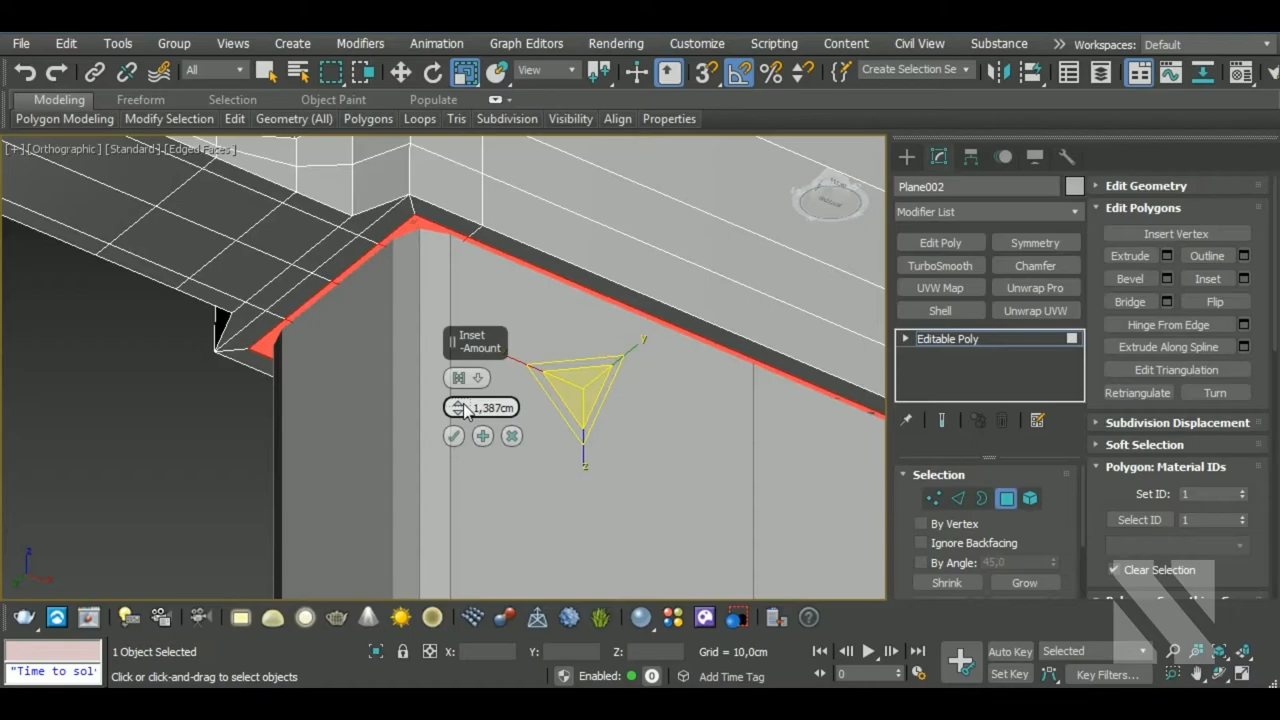 File Edit Tools Group Views Create Modifiers Animation Graph Editors Rendering Customize Scripting Content Civil View Substance Workspaces: Default
All View Create Selection Se
Modeling Freeform Selection Object Paint Populate
Polygon Modeling Modify Selection Edit Geometry (All) Polygons Loops Tris Subdivision Visibility Align Properties
[+] [Orthographic ] [Standard ] [Edged Faces ]
Plane002
Modifier List
Edit Poly Symmetry
TurboSmooth Chamfer
UVW Map Unwrap Pro
Shell Unwrap UVW
Editable Poly
Selection
By Vertex
Ignore Backfacing
By Angle: 45,0
Shrink Grow
Edit Geometry
Edit Polygons
Insert Vertex
Extrude Outline
Bevel Inset
Bridge Flip
Hinge From Edge
Extrude Along Spline
Edit Triangulation
Retriangulate Turn
Subdivision Displacement
Soft Selection
Polygon: Material IDs
Set ID: 1
Select ID 1
Clear Selection
Inset
-Amount
1,387cm
y
z
z
x
1 Object Selected X: Y: Z: Grid = 10,0cm Auto Key Selected
"Time to sol Click or click-and-drag to select objects Enabled: 0 Add Time Tag 0 Set Key Key Filters...